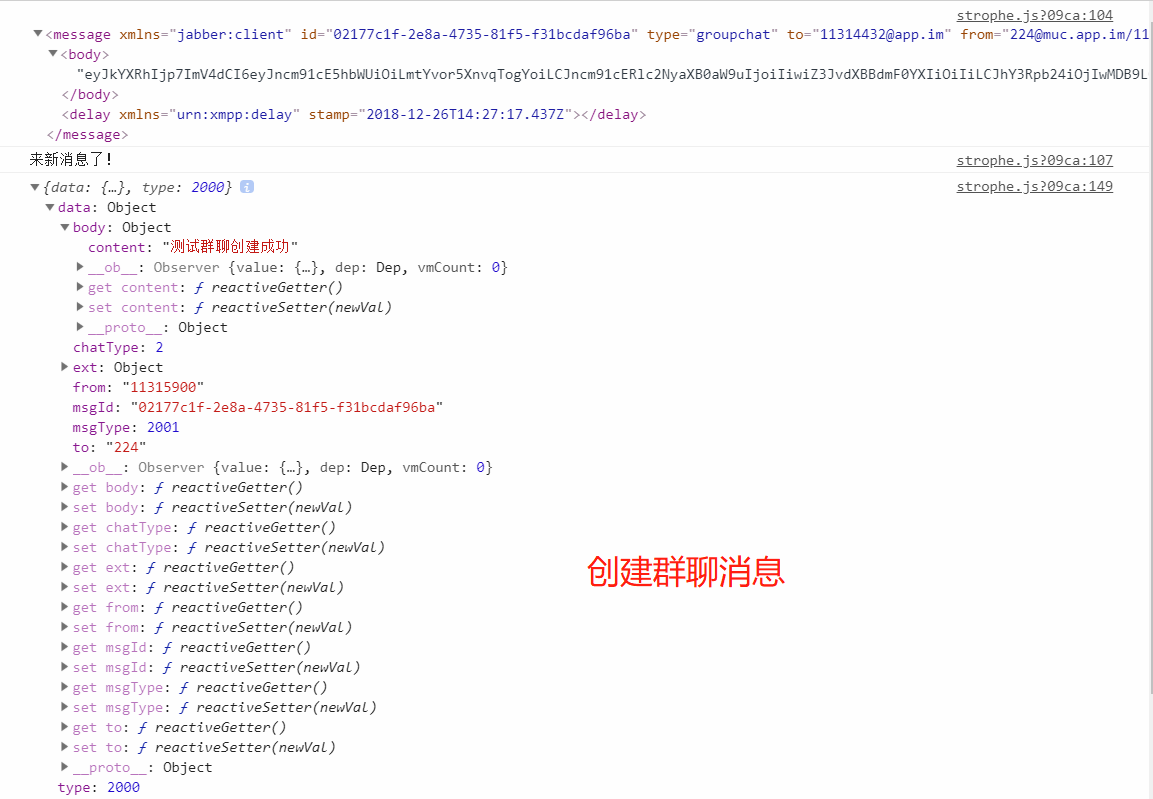 strophe.js?09ca:104
▼<message xmlns="jabber:client" id="02177c1f-2e8a-4735-81f5-f31bcdaf96ba" type="groupchat" to="11314432@app.im" from="224@muc.app.im/11
▼<body>
"eyJkYXRhIjp7ImV4dCI6eyJncm91cE5hbWUiOiLmtYvor5XnvqTogYoiLCJncm91cERlc2NyaXB0aW9uIjoiIiwiZ3JvdXBBdmF0YXIiOiIiLCJhY3Rpb24iOjIwMDB9L
</body>
<delay xmlns="urn:xmpp:delay" stamp="2018-12-26T14:27:17.437Z"></delay>
</message>
来新消息了! strophe.js?09ca:107
▼{data: {…}, type: 2000} i strophe.js?09ca:149
▼data: Object
▼body: Object
content: "测试群聊创建成功"
▶__ob__: Observer {value: {…}, dep: Dep, vmCount: 0}
▶get content: ƒ reactiveGetter()
▶set content: ƒ reactiveSetter(newVal)
▶__proto__: Object
chatType: 2
▶ext: Object
from: "11315900"
msgId: "02177c1f-2e8a-4735-81f5-f31bcdaf96ba"
msgType: 2001
to: "224"
▶__ob__: Observer {value: {…}, dep: Dep, vmCount: 0}
▶get body: ƒ reactiveGetter()
▶set body: ƒ reactiveSetter(newVal)
▶get chatType: ƒ reactiveGetter()
▶set chatType: ƒ reactiveSetter(newVal)
▶get ext: ƒ reactiveGetter()
▶set ext: ƒ reactiveSetter(newVal)
▶get from: ƒ reactiveGetter()
▶set from: ƒ reactiveSetter(newVal)
▶get msgId: ƒ reactiveGetter()
▶set msgId: ƒ reactiveSetter(newVal)
▶get msgType: ƒ reactiveGetter()
▶set msgType: ƒ reactiveSetter(newVal)
▶get to: ƒ reactiveGetter()
▶set to: ƒ reactiveSetter(newVal)
▶__proto__: Object
type: 2000
创建群聊消息